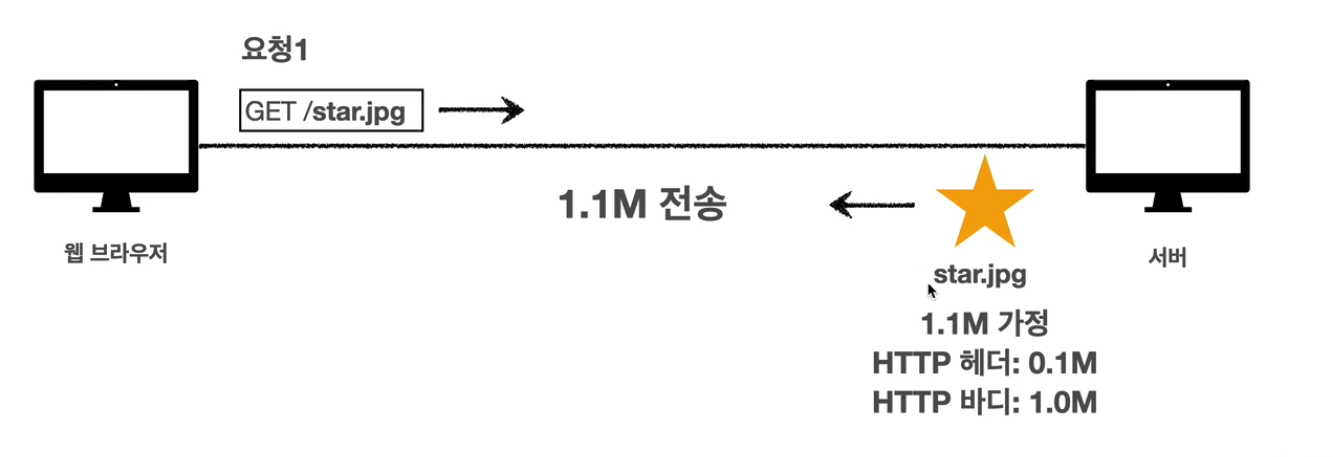 요청1
GET /star.jpg
1.1M 전송
웹 브라우저
서버
star.jpg
1.1M 가정
HTTP 헤더: 0.1M
HTTP 바디: 1.0M